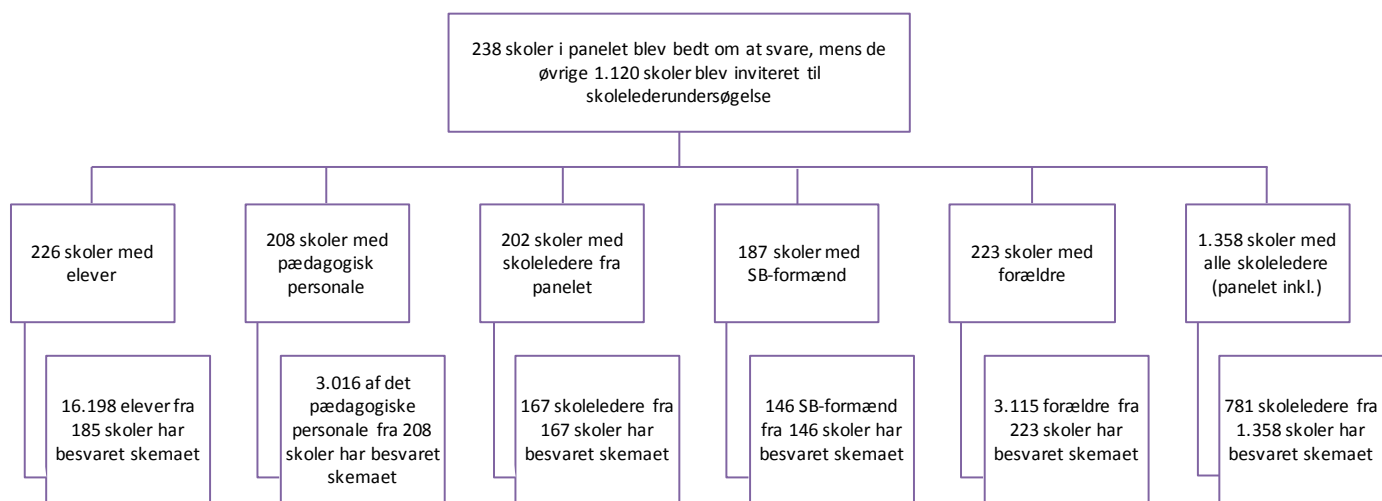 238 skoler i panelet blev bedt om at svare, mens de
øvrige 1.120 skoler blev inviteret til
skolelederundersøgelse
226 skoler med
elever
208 skoler med
pædagogisk
personale
202 skoler med
skoleledere fra
panelet
187 skoler med
SB-formænd
223 skoler med
forældre
1.358 skoler med
alle skoleledere
(panelet inkl.)
16.198 elever fra
185 skoler har
besvaret skemaet
3.016 af det
pædagogiske
personale fra 208
skoler har besvaret
skemaet
167 skoleledere fra
167 skoler har
besvaret skemaet
146 SB-formænd
fra 146 skoler har
besvaret skemaet
3.115 forældre fra
223 skoler har
besvaret skemaet
781 skoleledere fra
1.358 skoler har
besvaret skemaet